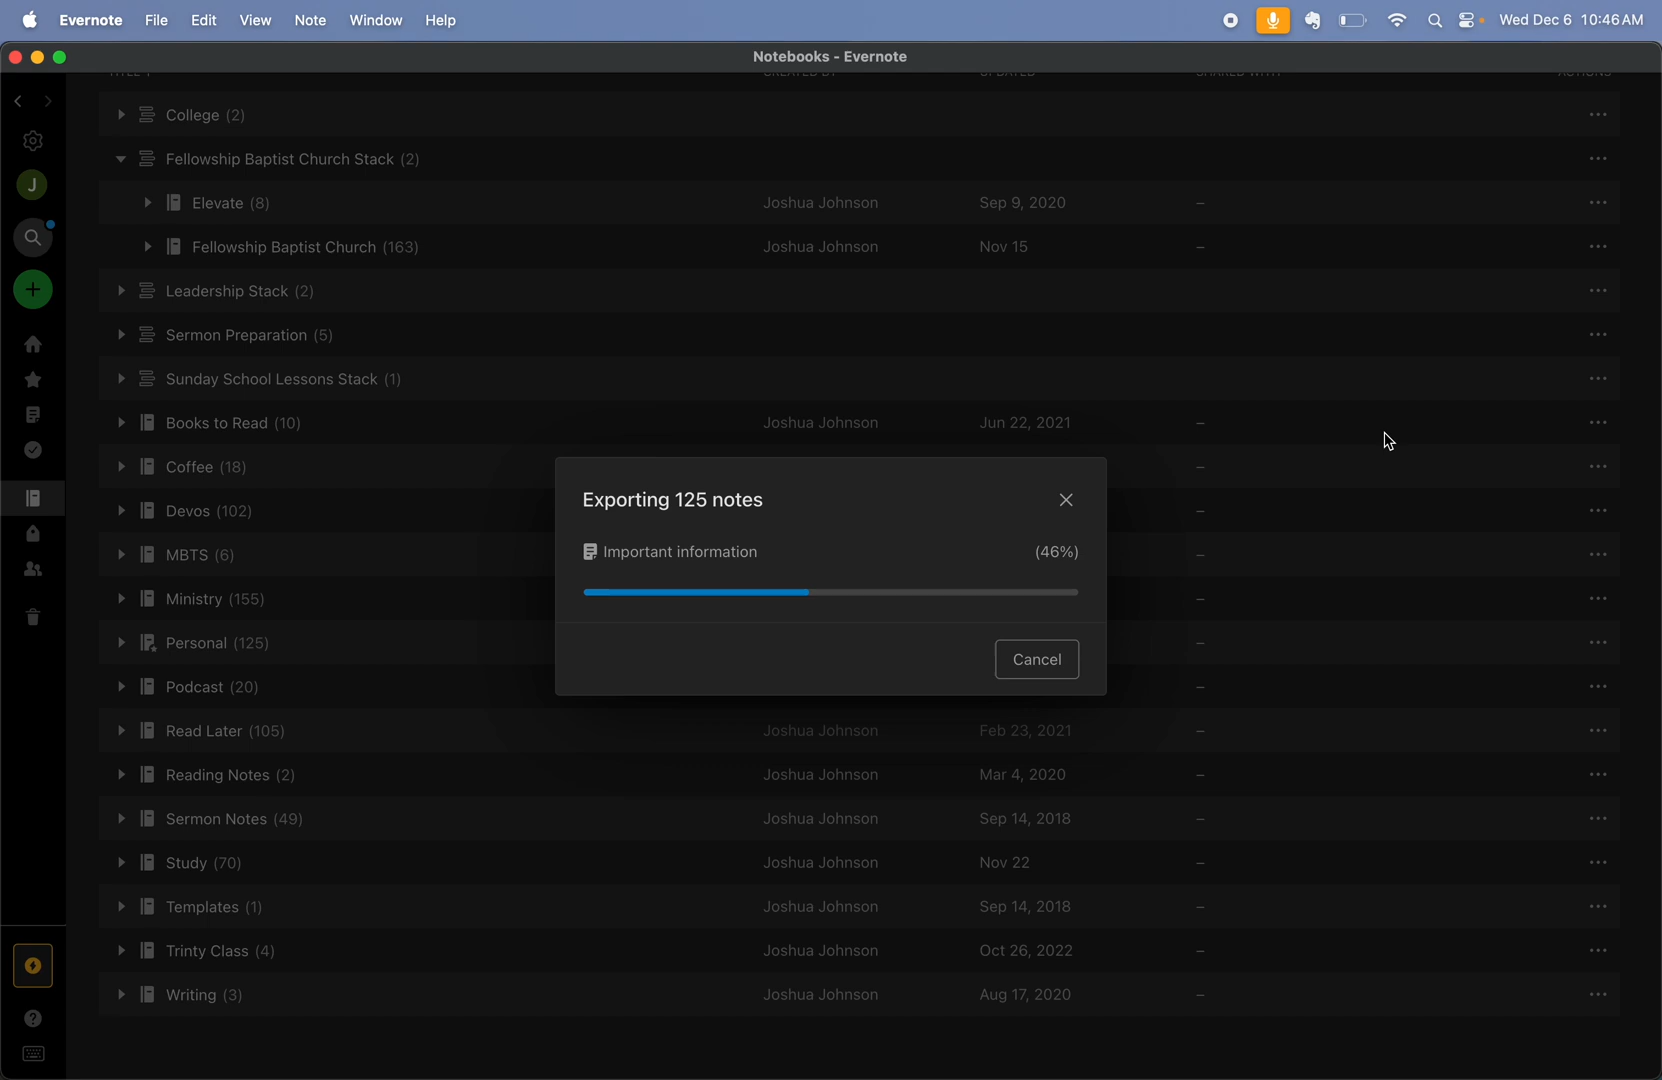 Evernote File Edit View Note Window Help Wed Dec 6 10:46 AM
Notebooks - Evernote
College (2)
Fellowship Baptist Church Stack (2)
Elevate (8) Joshua Johnson Sep 9, 2020 –
Fellowship Baptist Church (163) Joshua Johnson Nov 15 –
Leadership Stack (2)
Sermon Preparation (5)
Sunday School Lessons Stack (1)
Books to Read (10) Joshua Johnson Jun 22, 2021 –
Coffee (18) –
Devos (102) –
MBTS (6) –
Ministry (155) –
Personal (125) –
Podcast (20) –
Read Later (105) Joshua Johnson Feb 23, 2021 –
Reading Notes (2) Joshua Johnson Mar 4, 2020 –
Sermon Notes (49) Joshua Johnson Sep 14, 2018 –
Study (70) Joshua Johnson Nov 22 –
Templates (1) Joshua Johnson Sep 14, 2018 –
Trinty Class (4) Joshua Johnson Oct 26, 2022 –
Writing (3) Joshua Johnson Aug 17, 2020 –
J
Exporting 125 notes
Important information (46%)
Cancel